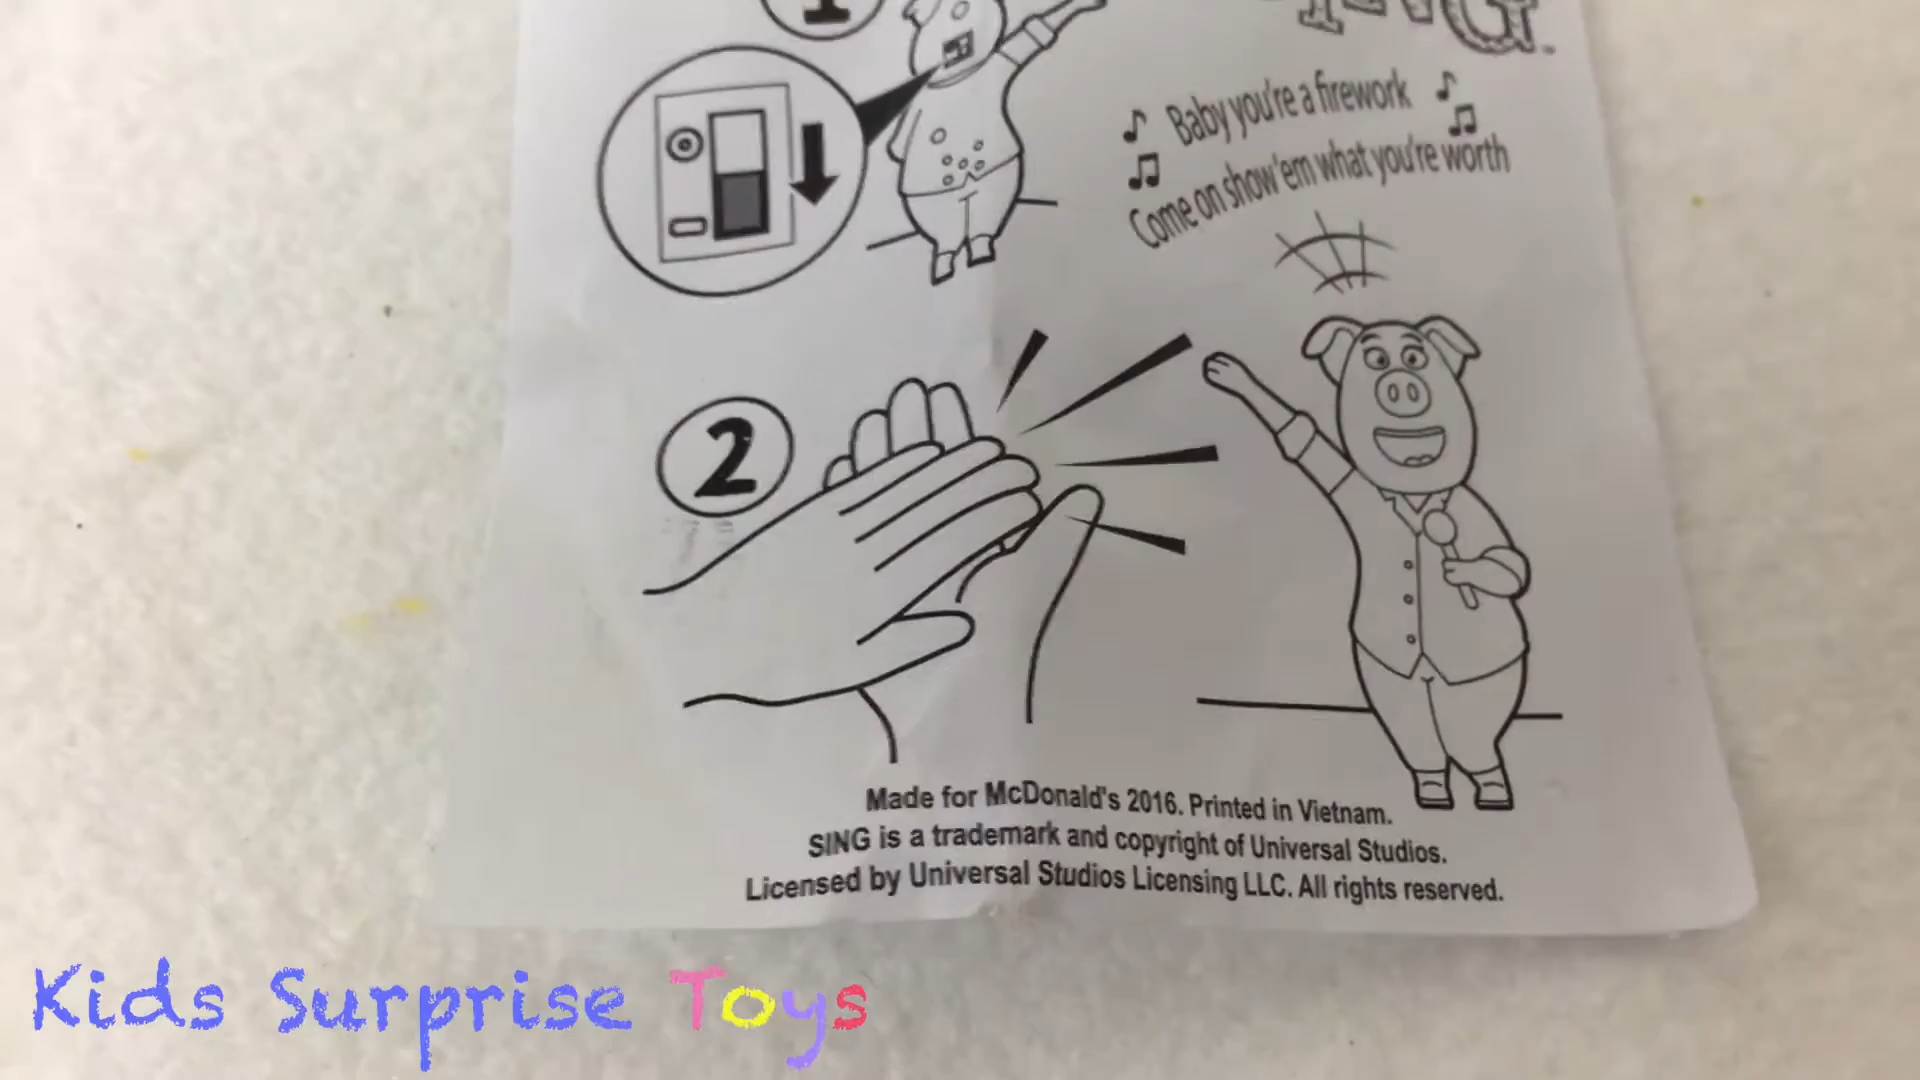 1
SING
Baby you're a firework
Come on show'em what you're worth
2
Made for McDonald's 2016. Printed in Vietnam.
SING is a trademark and copyright of Universal Studios.
Licensed by Universal Studios Licensing LLC. All rights reserved.
Kids Surprise Toys